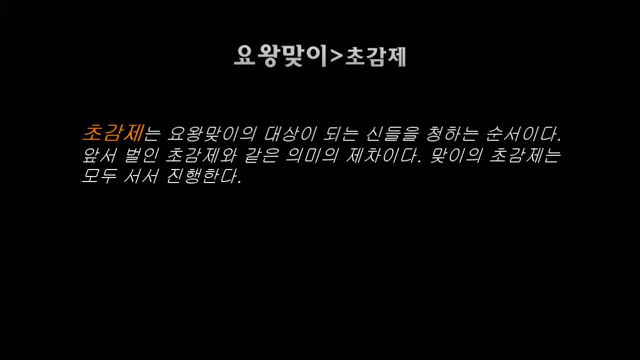 요왕맞이>초감제
초감제는 요왕맞이의 대상이 되는 신들을 청하는 순서이다.
앞서 벌인 초감제와 같은 의미의 제차이다. 맞이의 초감제는
모두 서서 진행한다.